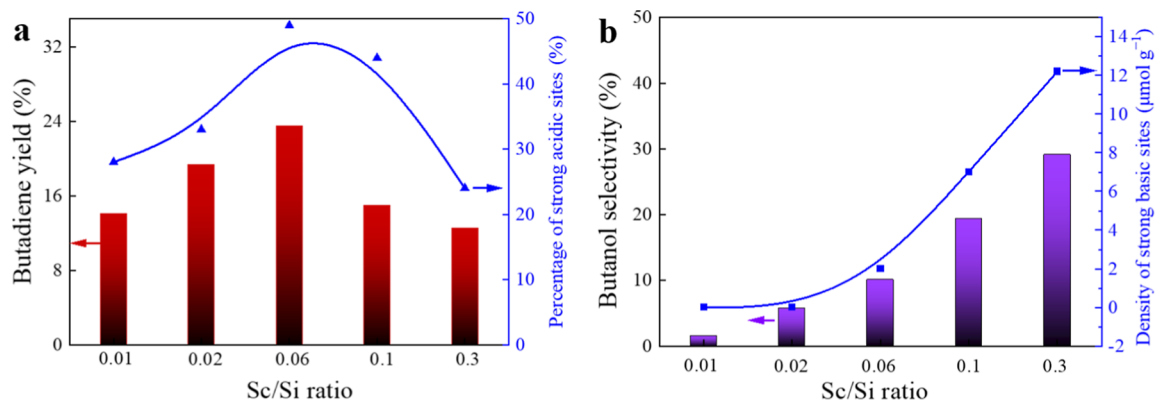 a
Butadiene yield (%)
32
24
16
8
0
50
40
30
20
10
0
Percentage of strong acidic sites (%)
0.01 0.02 0.06 0.1 0.3
Sc/Si ratio
b
Butanol selectivity (%)
50
40
30
20
10
0
14
12
10
8
6
4
2
0
-2
Density of strong basic sites (μmol g⁻¹)
0.01 0.02 0.06 0.1 0.3
Sc/Si ratio